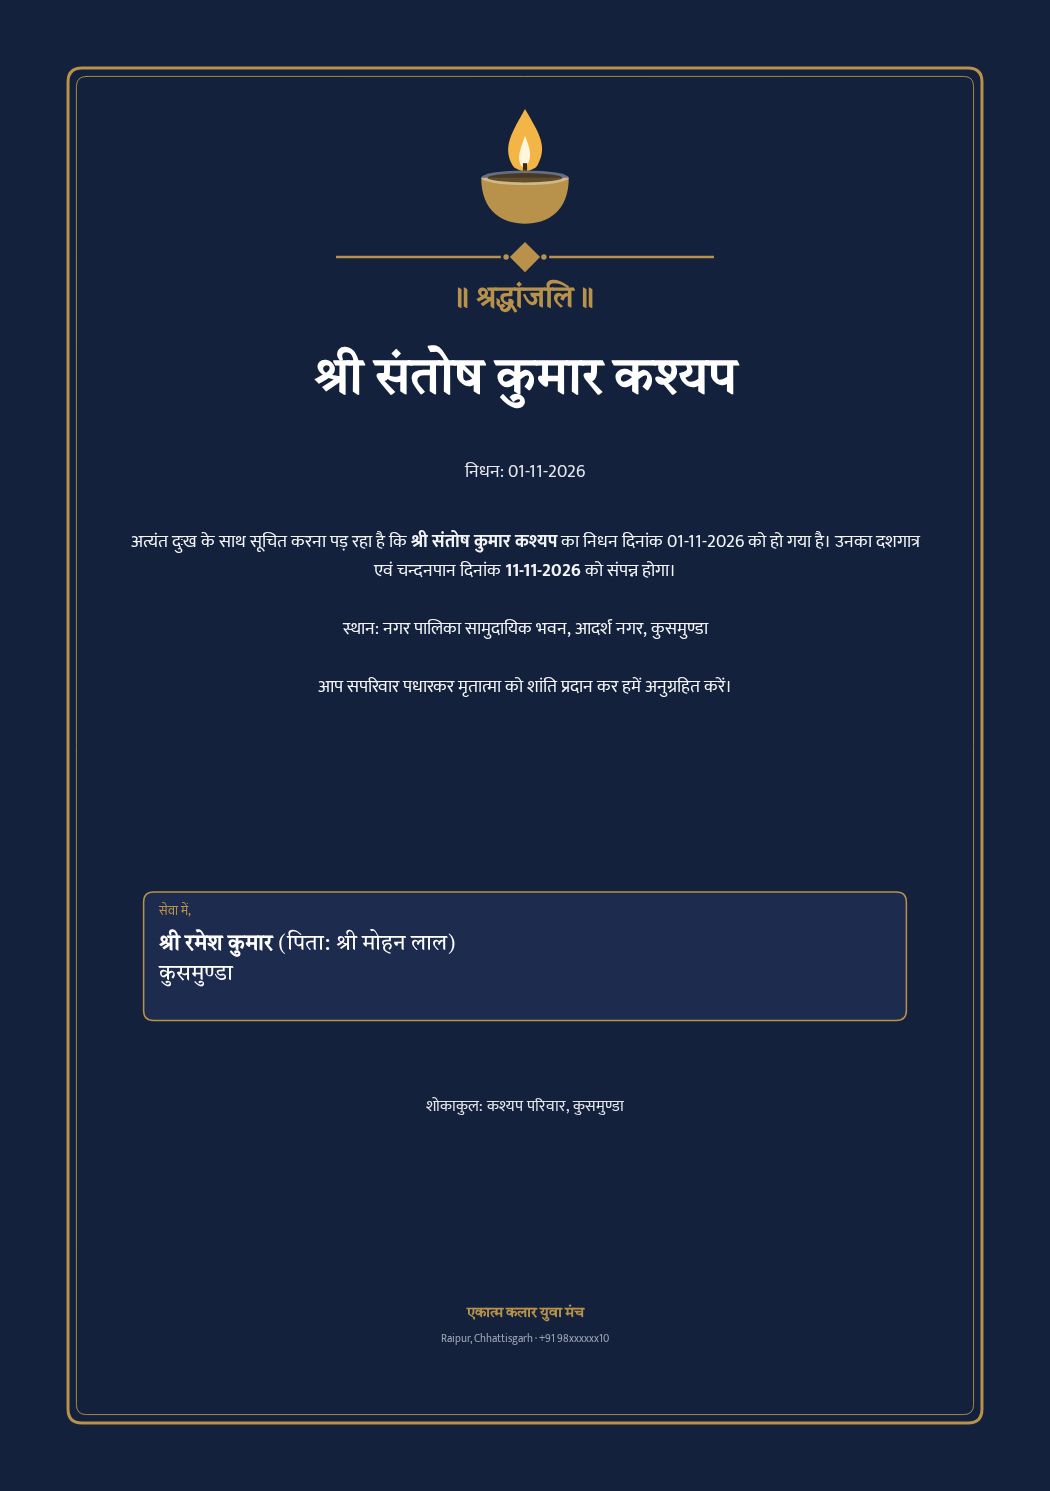 ॥ श्रद्धांजलि ॥
श्री संतोष कुमार कश्यप
निधन: 01-11-2026
अत्यंत दुःख के साथ सूचित करना पड़ रहा है कि श्री संतोष कुमार कश्यप का निधन दिनांक 01-11-2026 को हो गया है। उनका दशगात्र
एवं चन्दनपान दिनांक 11-11-2026 को संपन्न होगा।
स्थान: नगर पालिका सामुदायिक भवन, आदर्श नगर, कुसमुण्डा
आप सपरिवार पधारकर मृतात्मा को शांति प्रदान कर हमें अनुग्रहित करें।
सेवा में,
श्री रमेश कुमार (पिता: श्री मोहन लाल)
कुसमुण्डा
शोकाकुल: कश्यप परिवार, कुसमुण्डा
एकात्म कलार युवा मंच
Raipur, Chhattisgarh · +91 98xxxxxx10